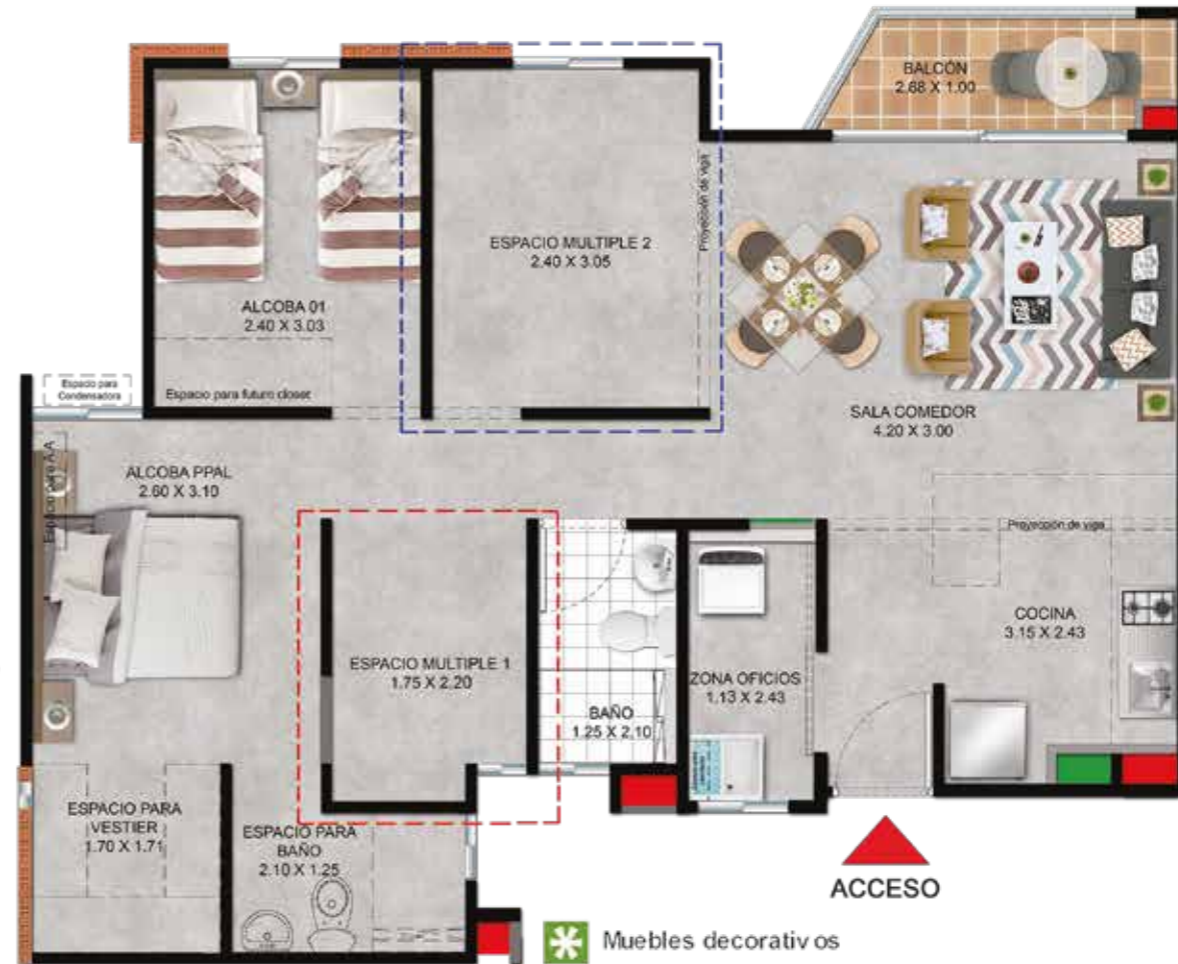 BALCÓN
2.88 X 1.00
Proyección de viga
ESPACIO MULTIPLE 2
2.40 X 3.05
ALCOBA 01
2.40 X 3.03
Espacio para
Condensadora
Espacio para futuro closet
SALA COMEDOR
4.20 X 3.00
Espacio para A.A
ALCOBA PPAL
2.60 X 3.10
Proyección de viga
COCINA
3.15 X 2.43
ESPACIO MULTIPLE 1
1.75 X 2.20
ZONA OFICIOS
1.13 X 2.43
BAÑO
1.25 X 2.10
ESPACIO PARA
VESTIER
1.70 X 1.71
ESPACIO PARA
BAÑO
2.10 X 1.25
ACCESO
Muebles decorativos